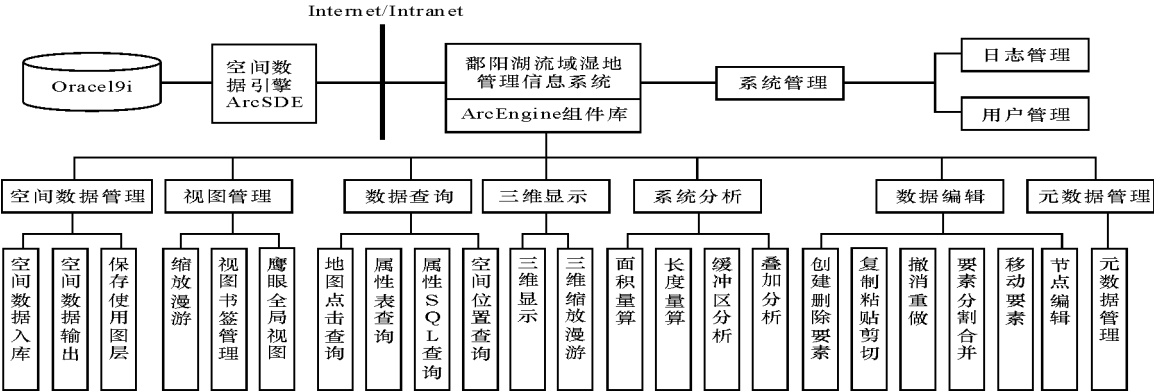 Internet/Intranet
Oracel9i
空间数
据引擎
ArcSDE
鄱阳湖流域湿地
管理信息系统
ArcEngine组件库
系统管理
日志管理
用户管理
空间数据管理
视图管理
数据查询
三维显示
系统分析
数据编辑
元数据管理
空间数据入库
空间数据输出
保存使用图层
缩放漫游
视图书签管理
鹰眼全局视图
地图点击查询
属性表查询
属性SQL查询
空间位置查询
三维显示
三维缩放漫游
面积量算
长度量算
缓冲区分析
叠加分析
创建删除要素
复制粘贴剪切
撤消重做
要素分割合并
移动要素
节点编辑
元数据管理